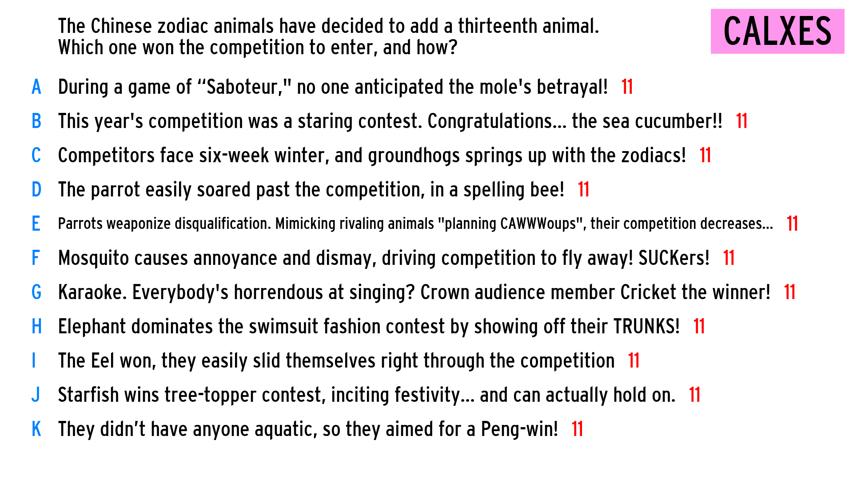 The Chinese zodiac animals have decided to add a thirteenth animal.
Which one won the competition to enter, and how?
CALXES
A During a game of “Saboteur," no one anticipated the mole's betrayal! 11
B This year's competition was a staring contest. Congratulations... the sea cucumber!! 11
C Competitors face six-week winter, and groundhogs springs up with the zodiacs! 11
D The parrot easily soared past the competition, in a spelling bee! 11
E Parrots weaponize disqualification. Mimicking rivaling animals "planning CAWWWoups", their competition decreases... 11
F Mosquito causes annoyance and dismay, driving competition to fly away! SUCKers! 11
G Karaoke. Everybody's horrendous at singing? Crown audience member Cricket the winner! 11
H Elephant dominates the swimsuit fashion contest by showing off their TRUNKS! 11
I The Eel won, they easily slid themselves right through the competition 11
J Starfish wins tree-topper contest, inciting festivity... and can actually hold on. 11
K They didn’t have anyone aquatic, so they aimed for a Peng-win! 11